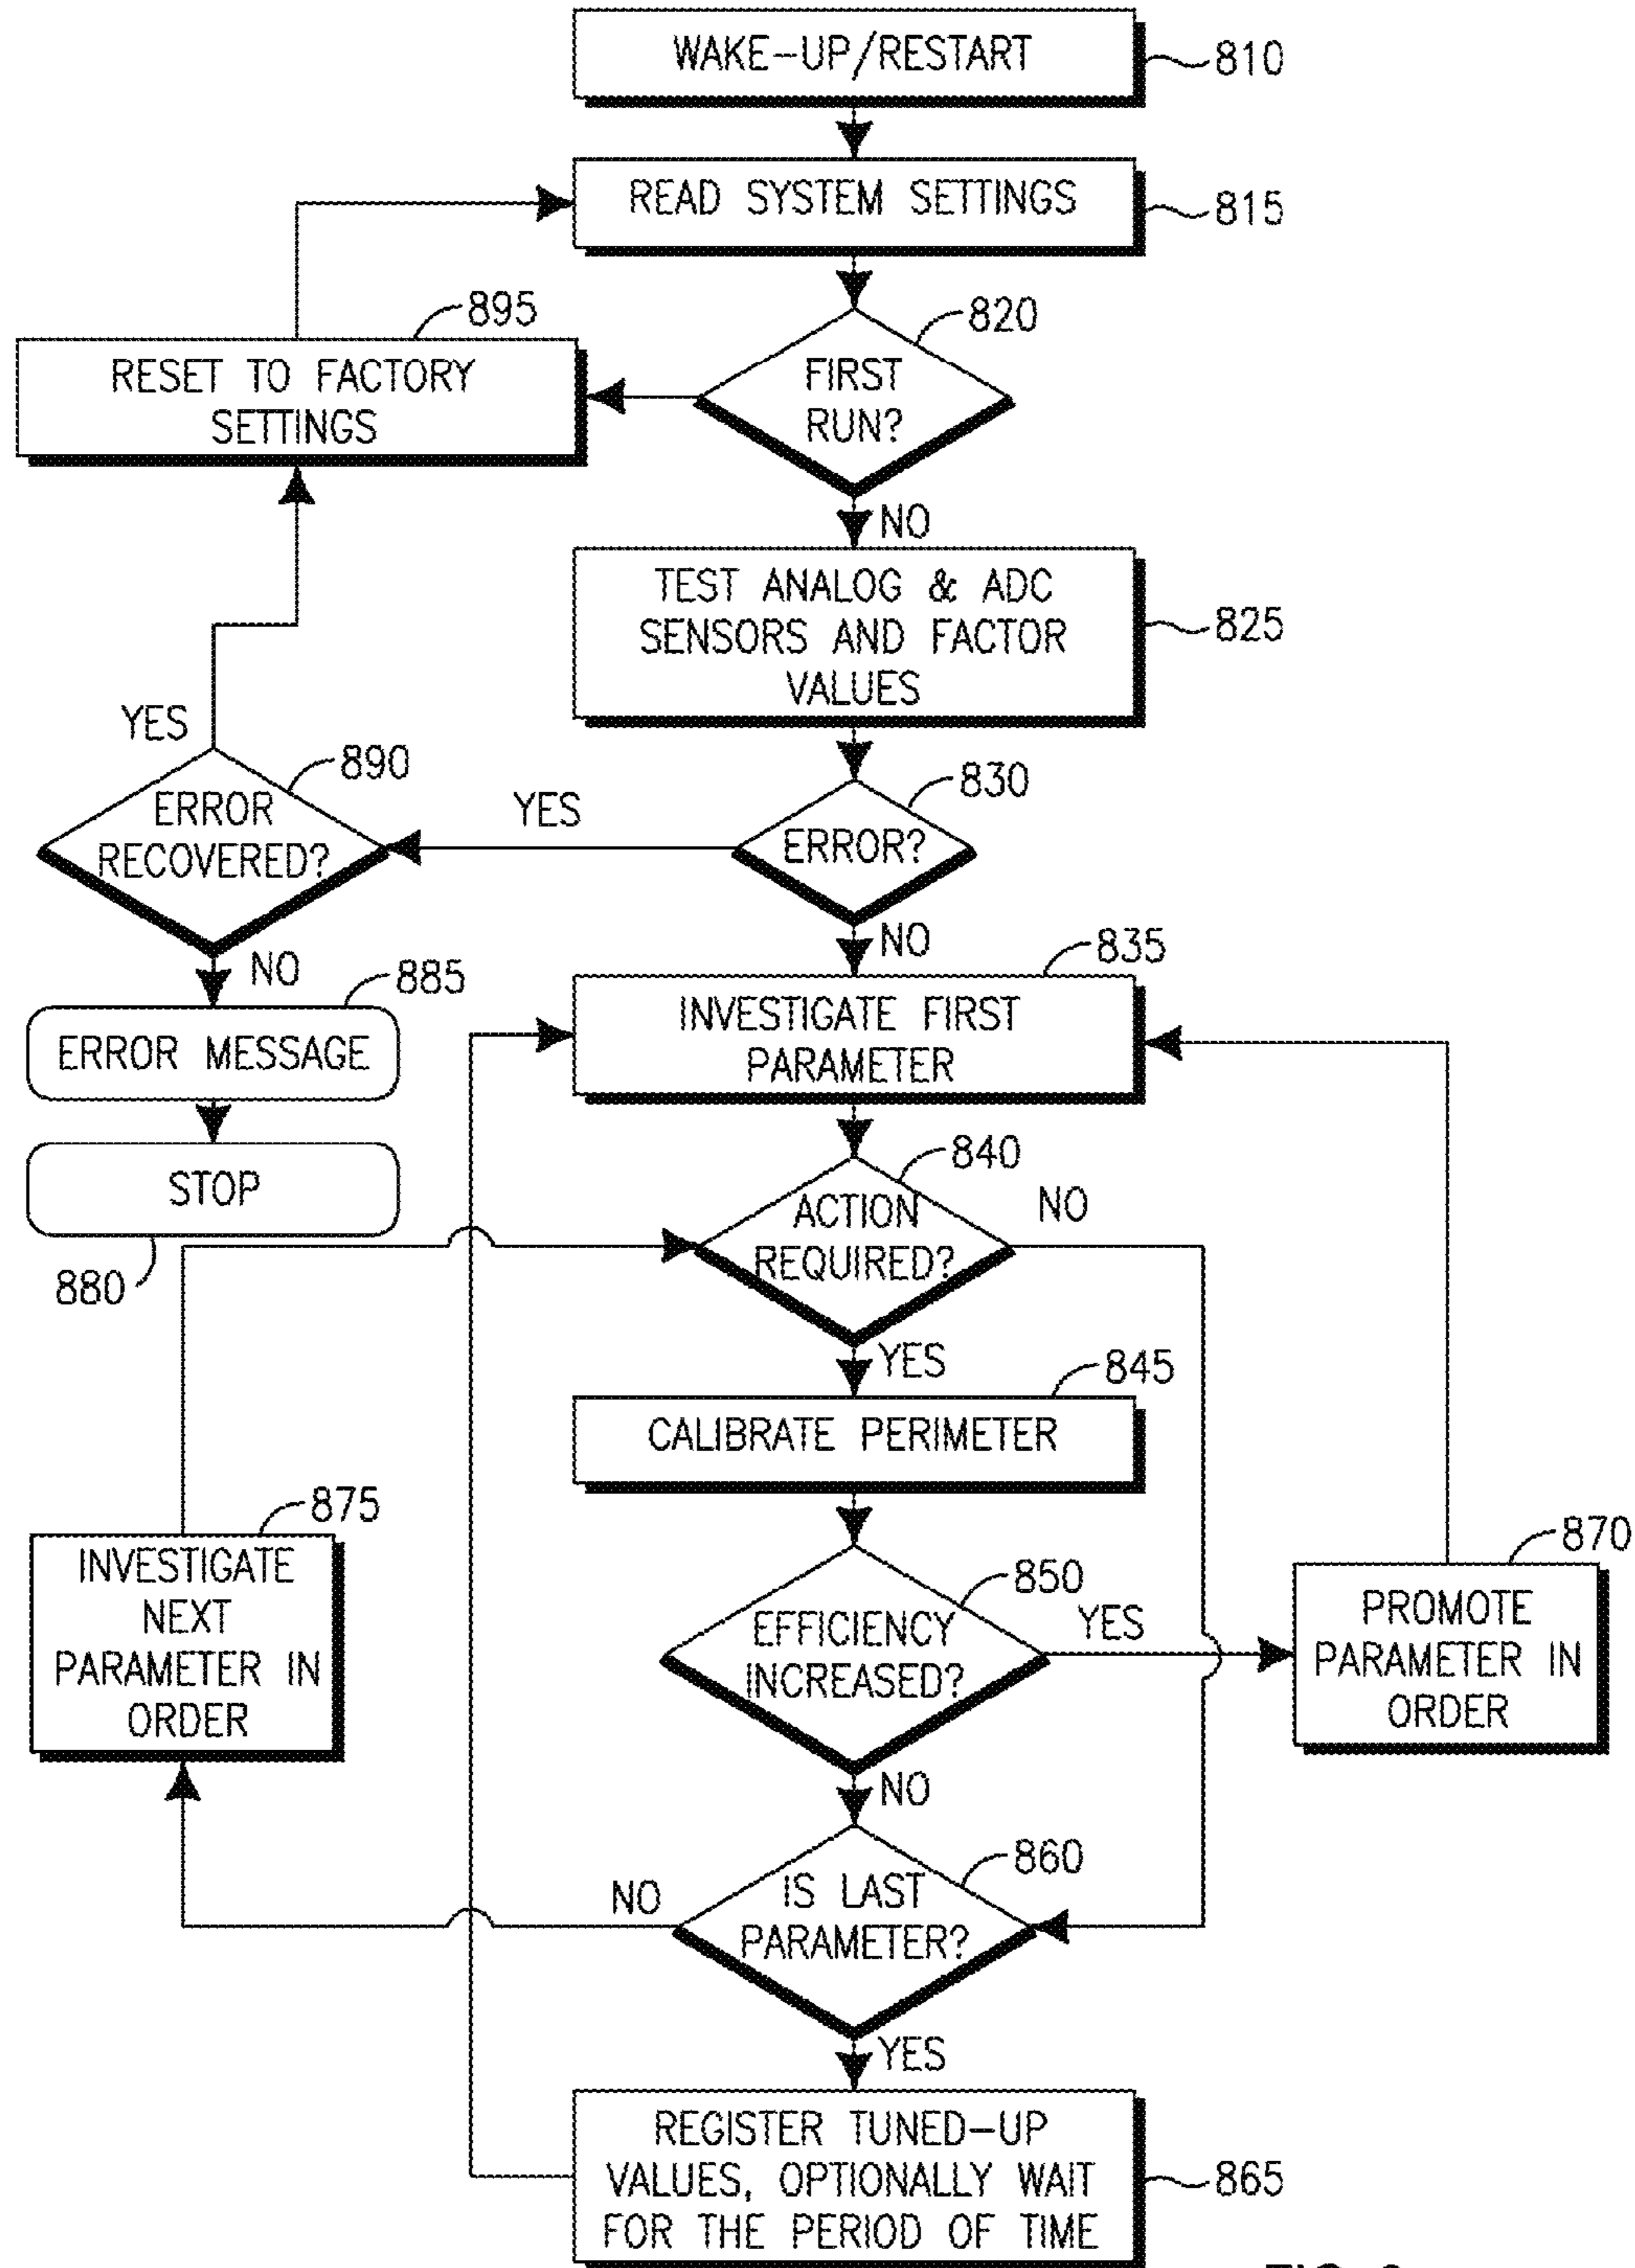 WAKE-UP/RESTART
810
READ SYSTEM SETTINGS
815
895
820
RESET TO FACTORY
SETTINGS
FIRST
RUN?
NO
TEST ANALOG & ADC
SENSORS AND FACTOR
VALUES
825
YES
890
ERROR
RECOVERED?
YES
830
ERROR?
NO
NO
835
885
ERROR MESSAGE
INVESTIGATE FIRST
PARAMETER
STOP
880
840
ACTION
REQUIRED?
NO
YES
845
CALIBRATE PERIMETER
875
INVESTIGATE
NEXT
PARAMETER IN
ORDER
850
EFFICIENCY
INCREASED?
YES
870
PROMOTE
PARAMETER IN
ORDER
NO
860
IS LAST
PARAMETER?
NO
YES
REGISTER TUNED-UP
VALUES, OPTIONALLY WAIT
FOR THE PERIOD OF TIME
865